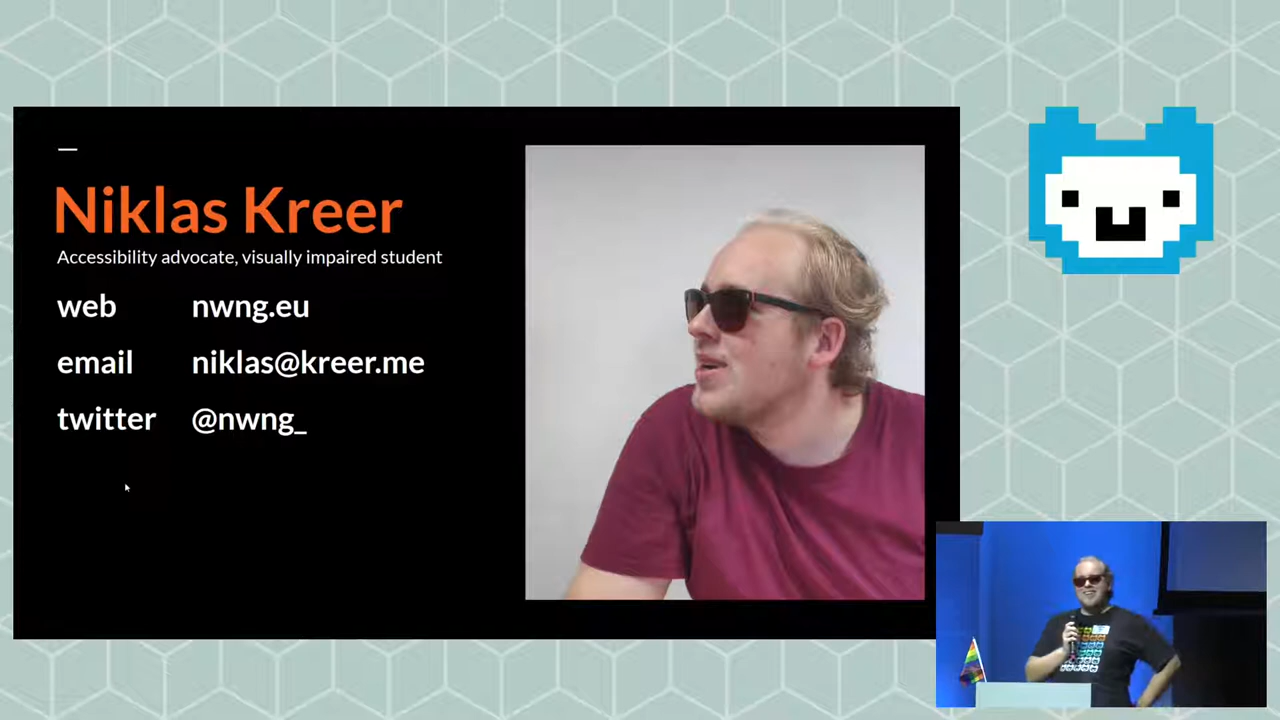 Niklas Kreer
Accessibility advocate, visually impaired student
web nwng.eu
email niklas@kreer.me
twitter @nwng_